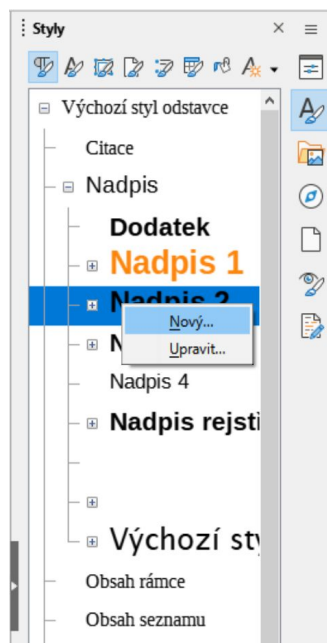 Styly
Výchozí styl odstavce
Citace
Nadpis
Dodatek
Nadpis 1
Nadpis 2
Nový...
Upravit...
Nadpis 4
Nadpis rejsti
Výchozí sty
Obsah rámce
Obsah seznamu